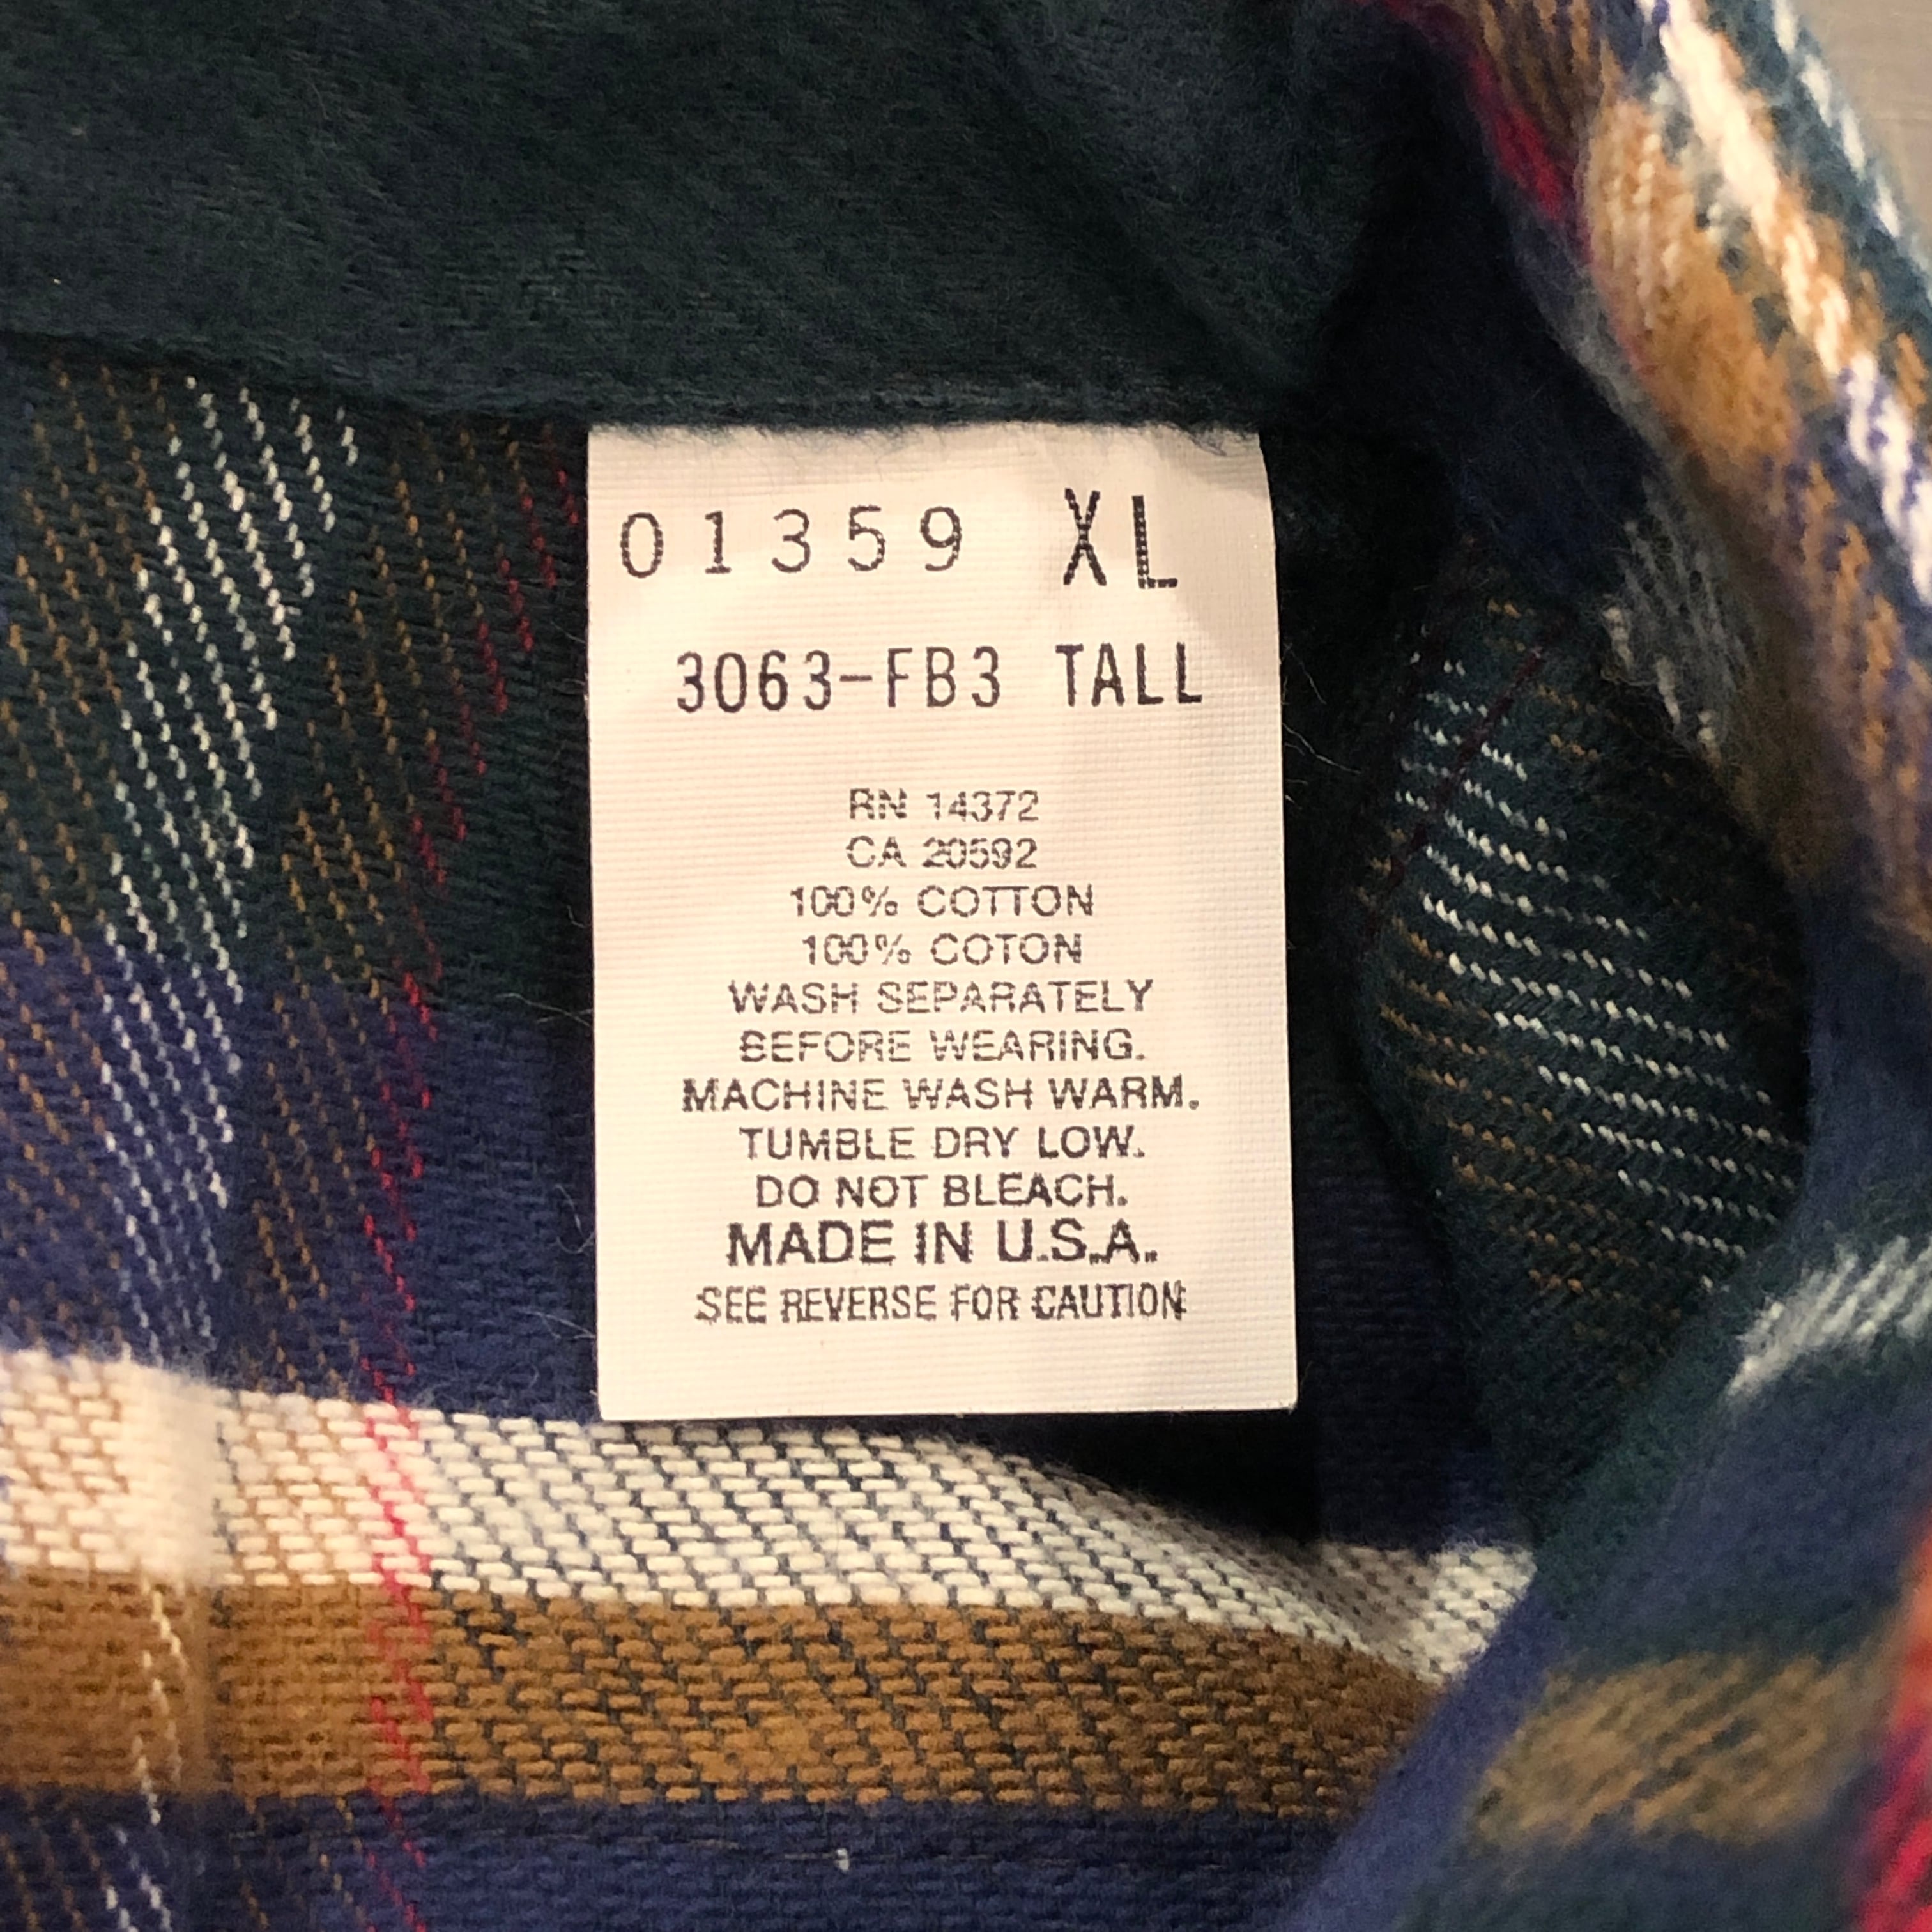 01359 XL
3063-FB3 TALL
RN 14372
CA 20592
100% COTTON
100% COTON
WASH SEPARATELY
BEFORE WEARING.
MACHINE WASH WARM.
TUMBLE DRY LOW.
DO NOT BLEACH.
MADE IN U.S.A.
SEE REVERSE FOR CAUTION